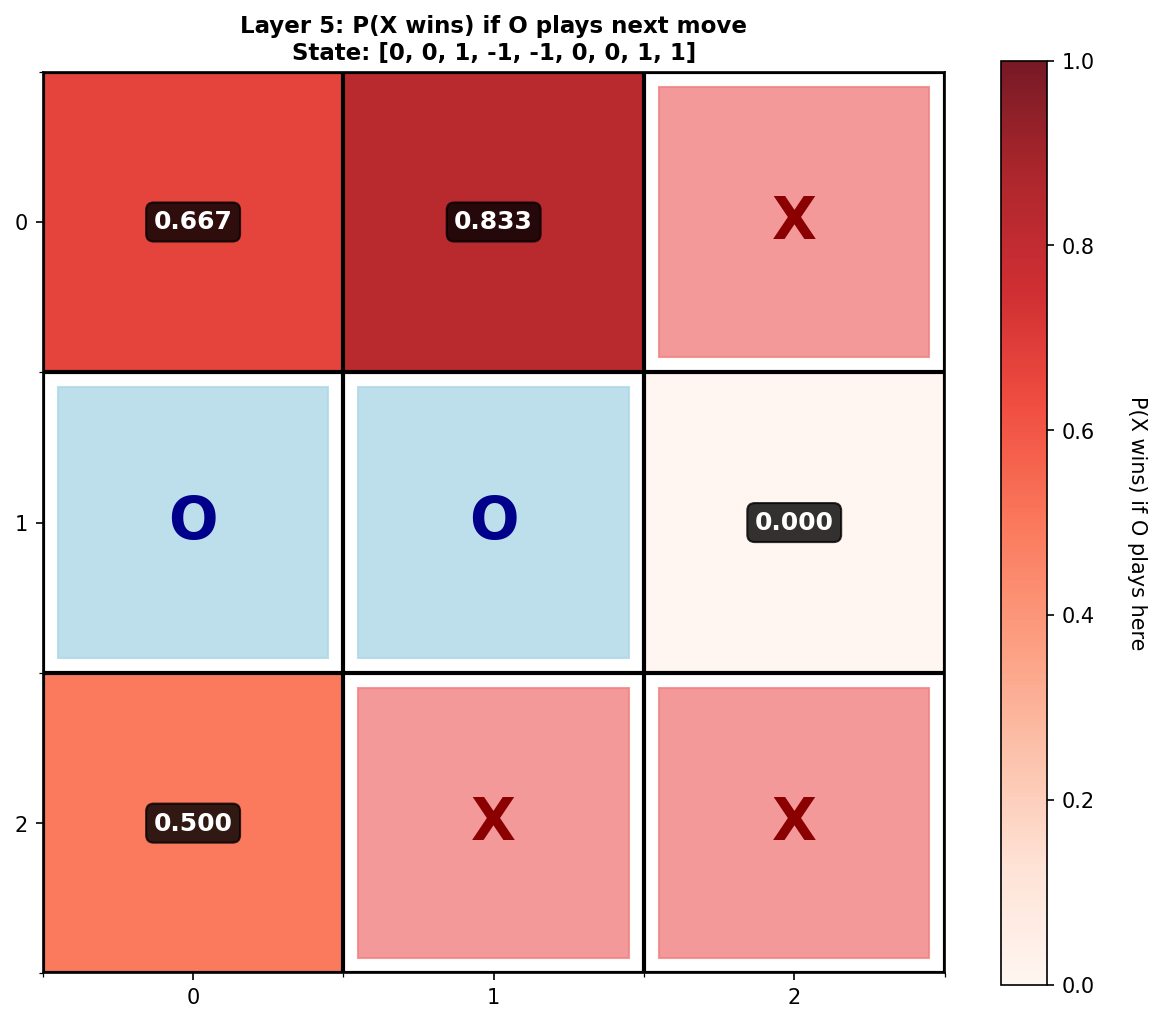 Layer 5: P(X wins) if O plays next move
State: [0, 0, 1, -1, -1, 0, 0, 1, 1]
0
0.667
0.833
X
1
O
O
0.000
2
0.500
X
X
0
1
2
1.0
0.8
0.6
0.4
0.2
0.0
P(X wins) if O plays here